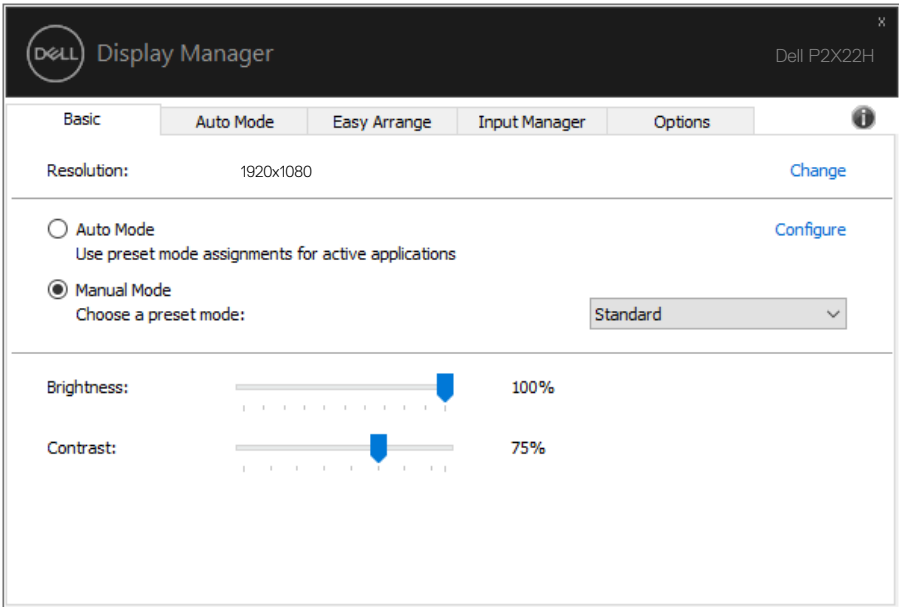 x
DELL Display Manager
Dell P2X22H
Basic Auto Mode Easy Arrange Input Manager Options
Resolution: 1920x1080 Change
Auto Mode Configure
Use preset mode assignments for active applications
Manual Mode
Choose a preset mode: Standard
Brightness: 100%
Contrast: 75%